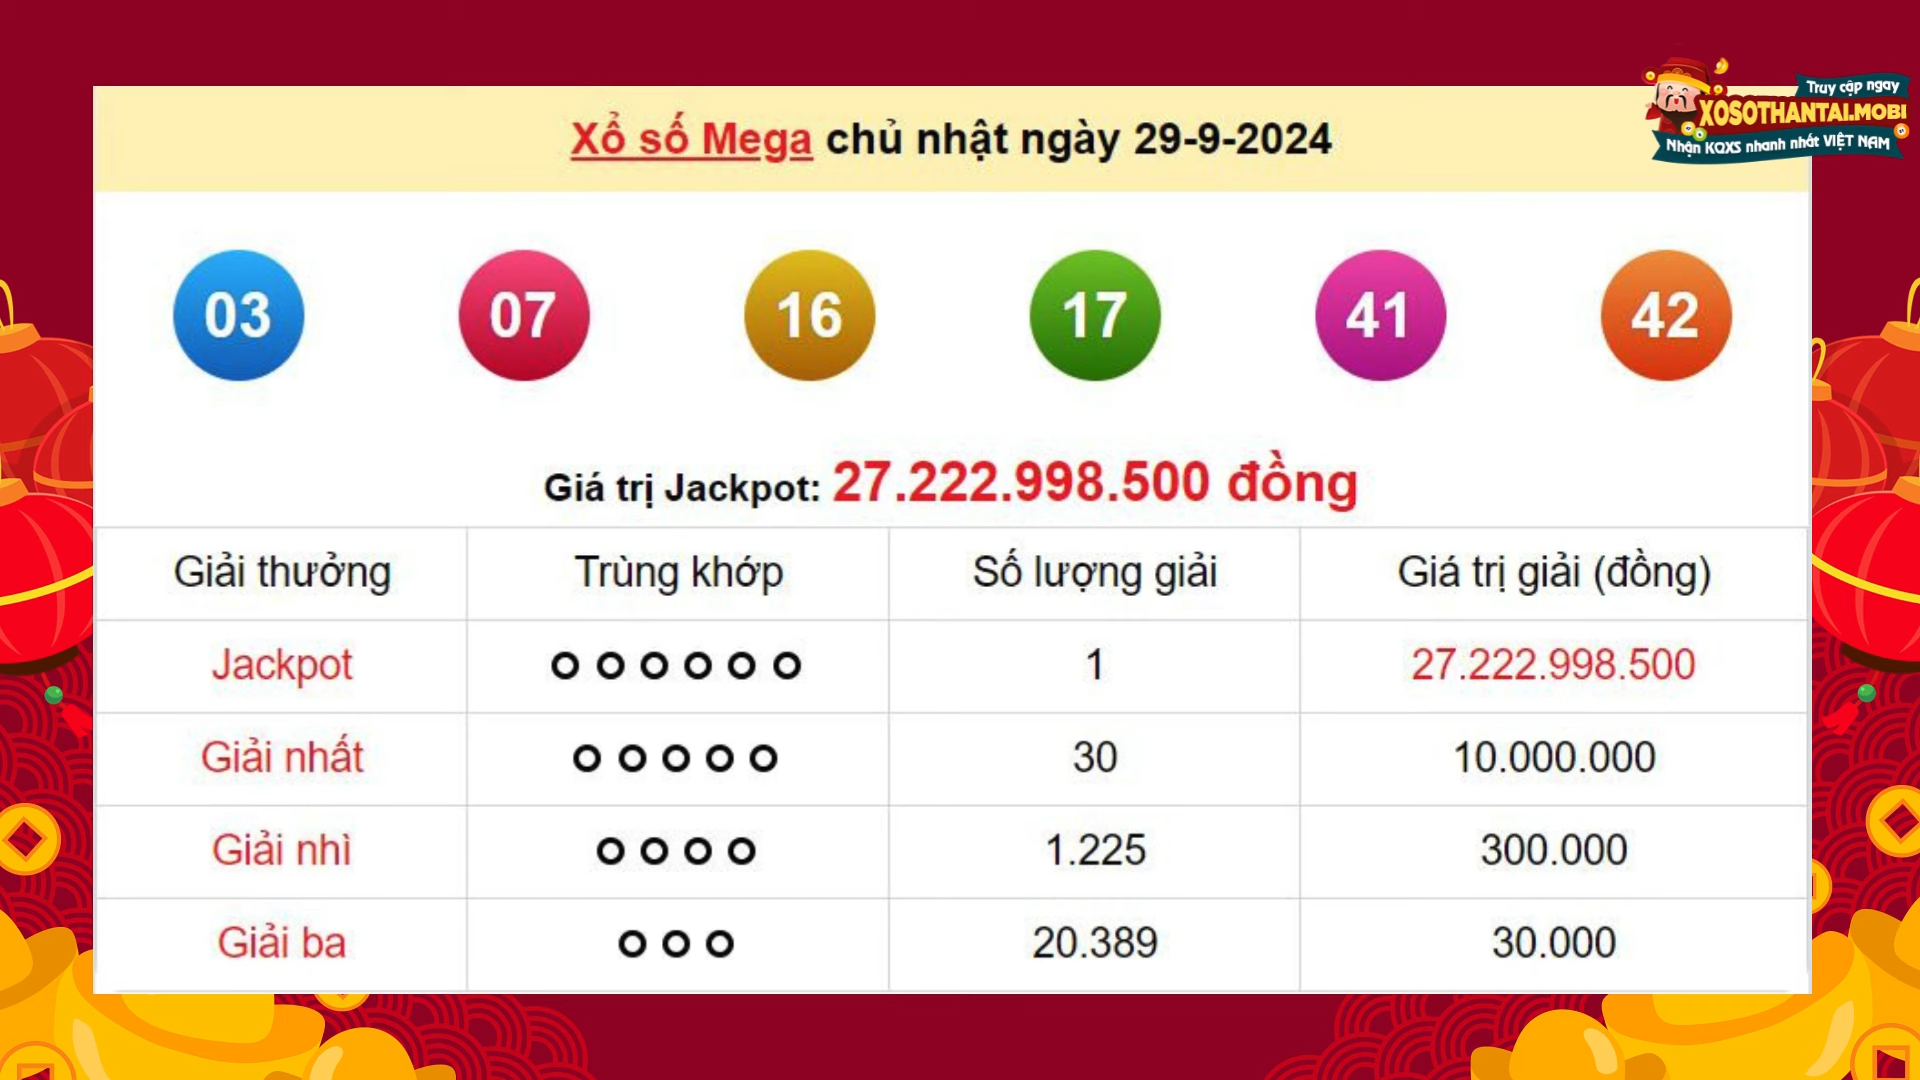 Truy cập ngay
XOSOTHANTAI.MOBI
Nhận KQXS nhanh nhất VIỆT NAM
Xổ số Mega chủ nhật ngày 29-9-2024
03 07 16 17 41 42
Giá trị Jackpot: 27.222.998.500 đồng
Giải thưởng Trùng khớp Số lượng giải Giá trị giải (đồng)
Jackpot 1 27.222.998.500
Giải nhất 30 10.000.000
Giải nhì 1.225 300.000
Giải ba 20.389 30.000